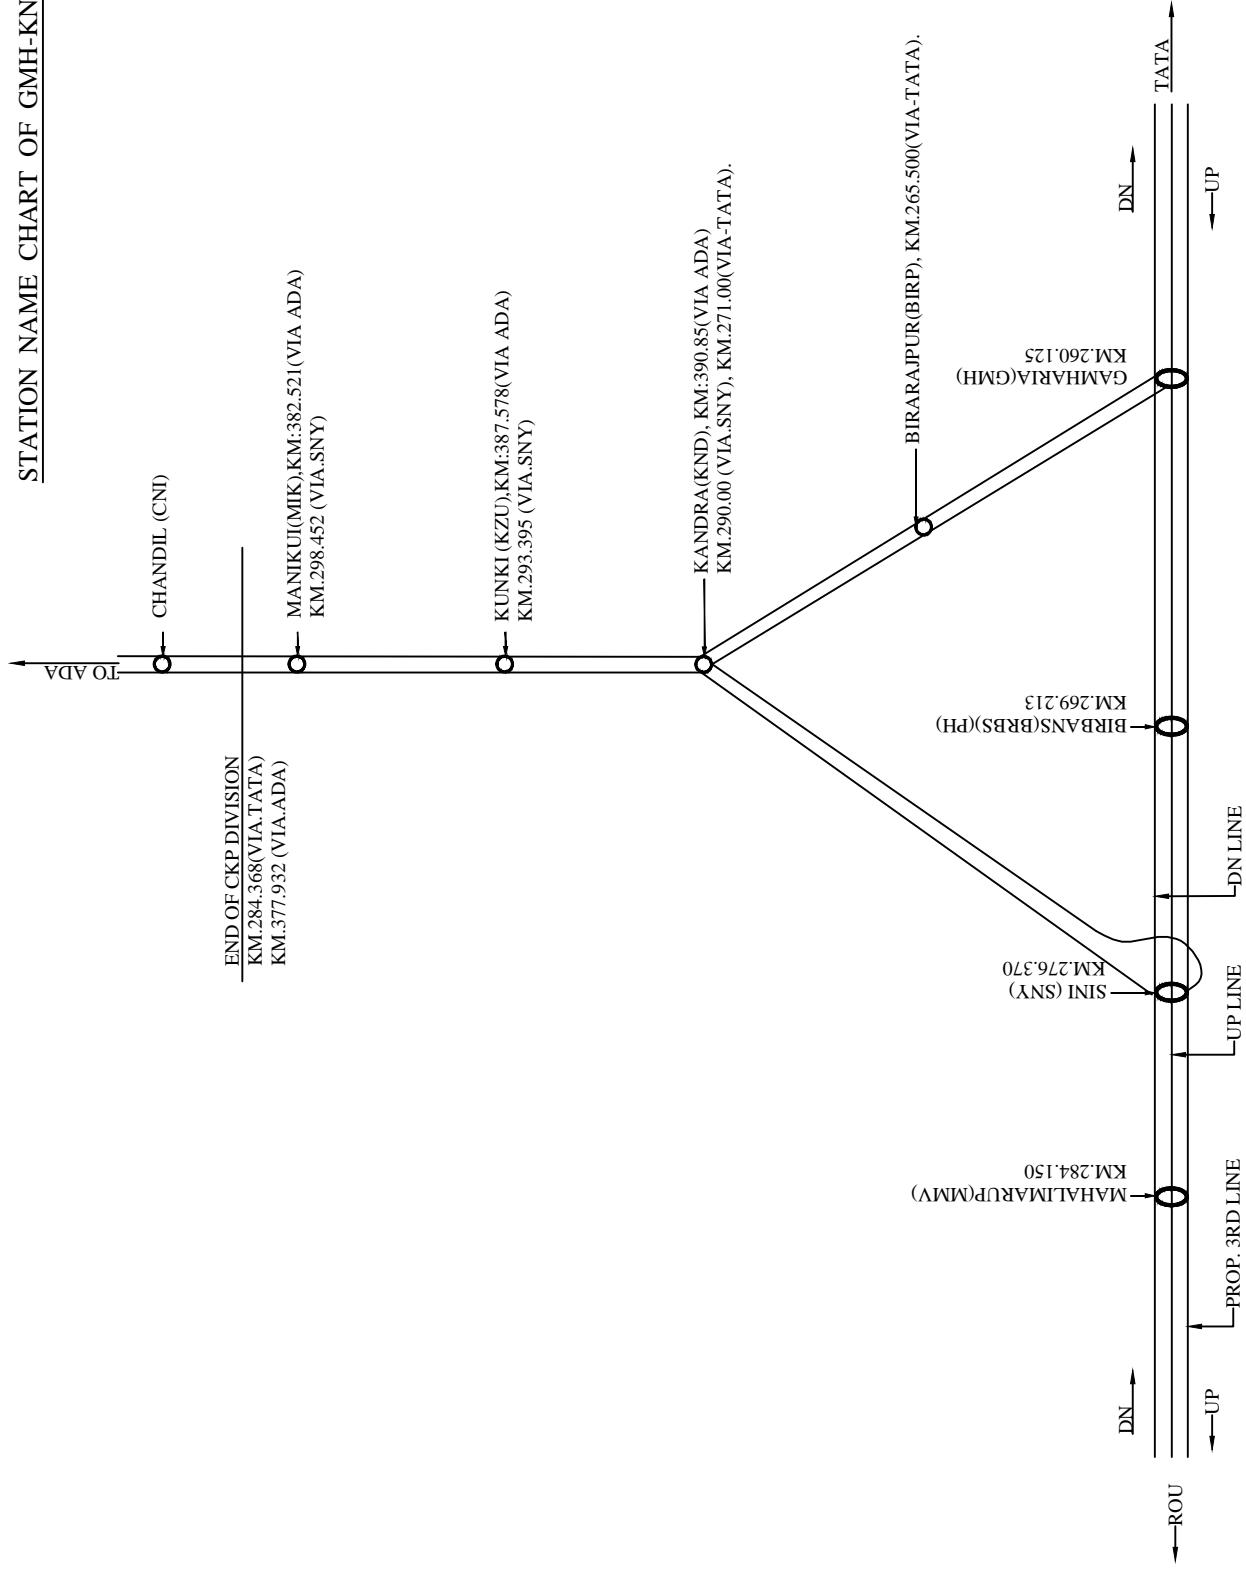 STATION NAME CHART OF GMH-KN
TO ADA
CHANDIL (CNI)
END OF CKP DIVISION
KM.284.368(VIA.TATA)
KM.377.932 (VIA.ADA)
MANIKUI(MIK),KM:382.521(VIA ADA)
KM.298.452 (VIA.SNY)
KUNKI (KZU),KM:387.578(VIA ADA)
KM.293.395 (VIA.SNY)
KANDRA(KND), KM:390.85(VIA ADA)
KM.290.00 (VIA.SNY), KM.271.00(VIA-TATA).
BIRARAJPUR(BIRP), KM.265.500(VIA-TATA).
GAMHARIA(GMH)
KM.260.125
BIRBANS(BRBS)(PH)
KM.269.213
SINI (SNY)
KM.276.370
MAHALIMARUP(MMV)
KM.284.150
DN
TATA
UP
DN LINE
UP LINE
PROP. 3RD LINE
DN
UP
ROU